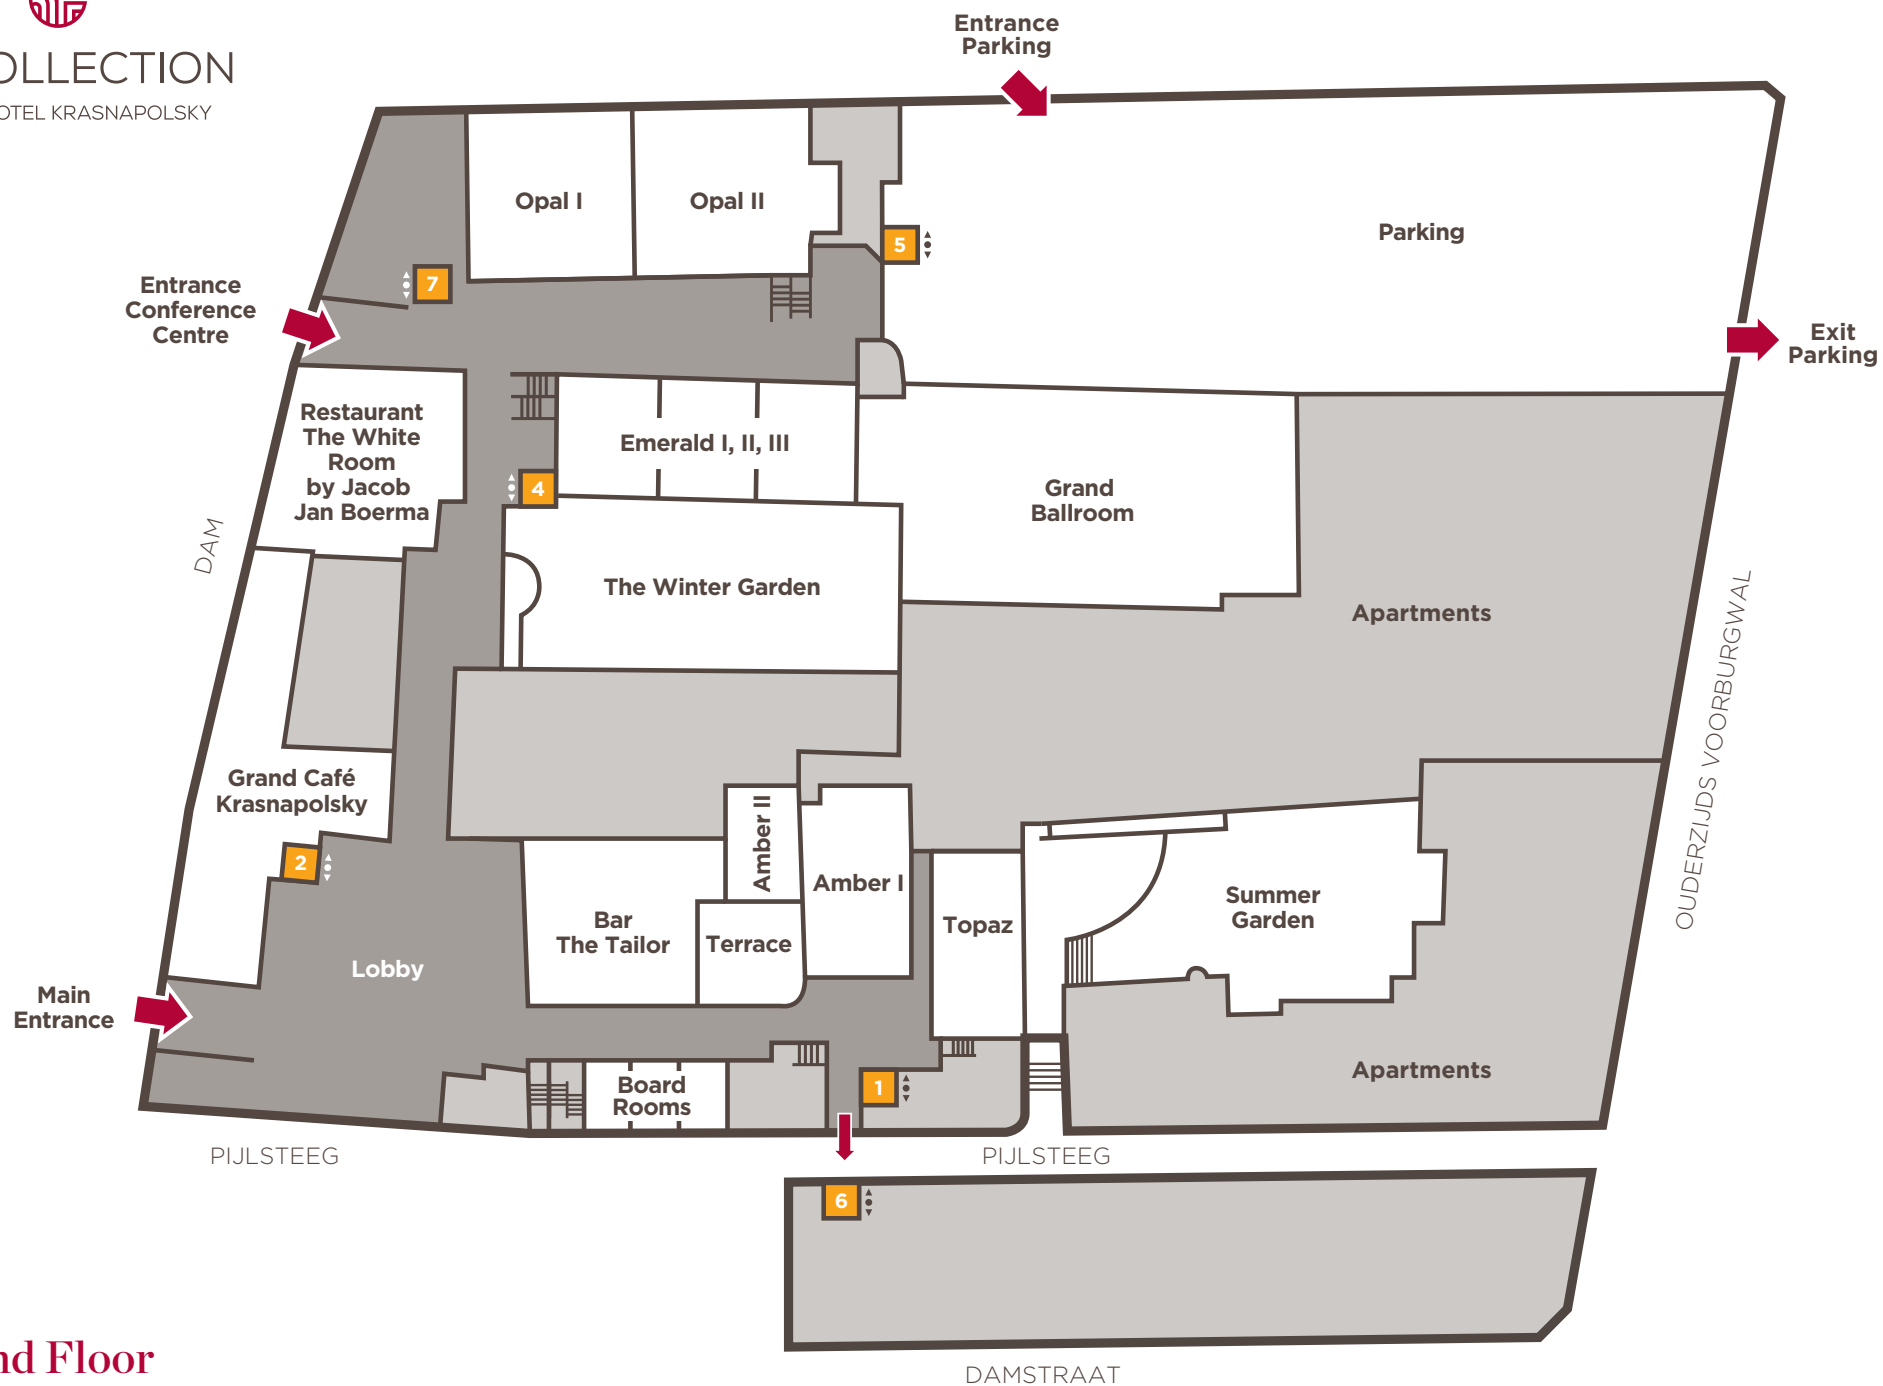 OLLECTION
OTEL KRASNAPOLSKY
Entrance
Parking
Opal I
Opal II
Parking
5
7
Entrance
Conference
Centre
Exit
Parking
Restaurant
The White
Room
by Jacob
Jan Boerma
Emerald I, II, III
4
Grand
Ballroom
DAM
The Winter Garden
Apartments
OUDERZIJDS VOORBURGWAL
Grand Café
Krasnapolsky
2
Amber II
Amber I
Bar
The Tailor
Terrace
Topaz
Summer
Garden
Lobby
Main
Entrance
Board
Rooms
1
Apartments
PIJLSTEEG
PIJLSTEEG
6
nd Floor
DAMSTRAAT